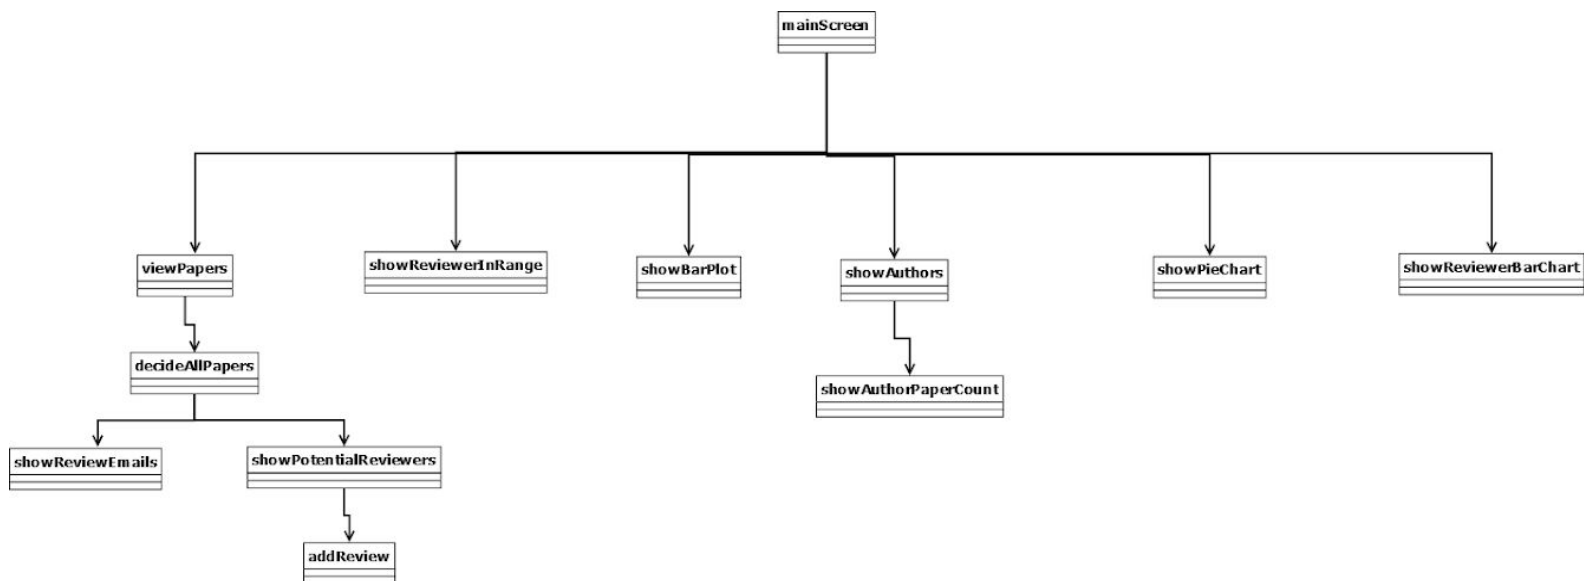 mainScreen
viewPapers
showReviewerInRange
showBarPlot
showAuthors
showPieChart
showReviewerBarChart
decideAllPapers
showAuthorPaperCount
showReviewEmails
showPotentialReviewers
addReview